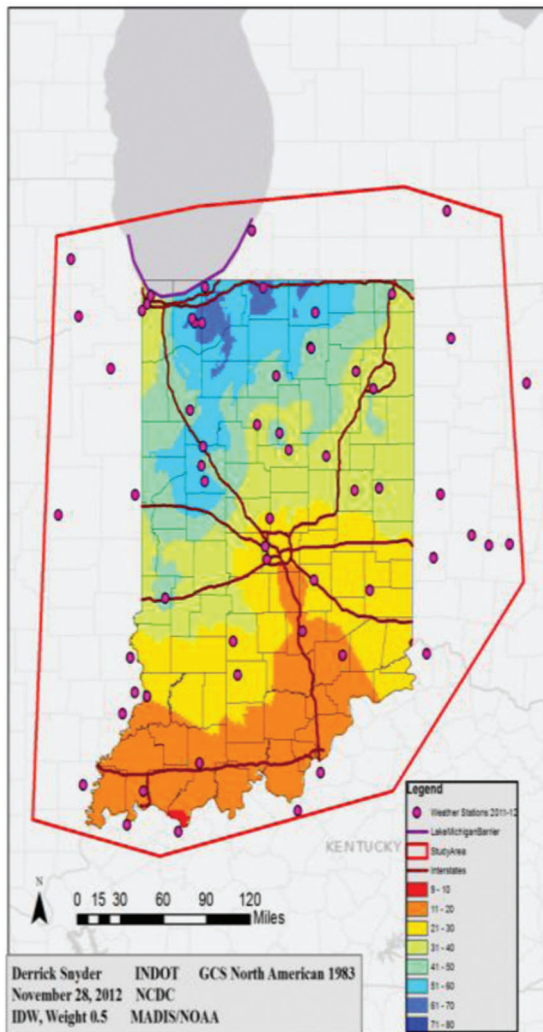 KENTUCKY
N
0 15 30 60 90 120
Miles
Legend
Weather Stations 2011-12
LakeMichiganBarrier
StudyArea
Interstates
9 - 10
11 - 20
21 - 30
31 - 40
41 - 50
51 - 60
61 - 70
71 - 80
Derrick Snyder INDOT GCS North American 1983
November 28, 2012 NCDC
IDW, Weight 0.5 MADIS/NOAA